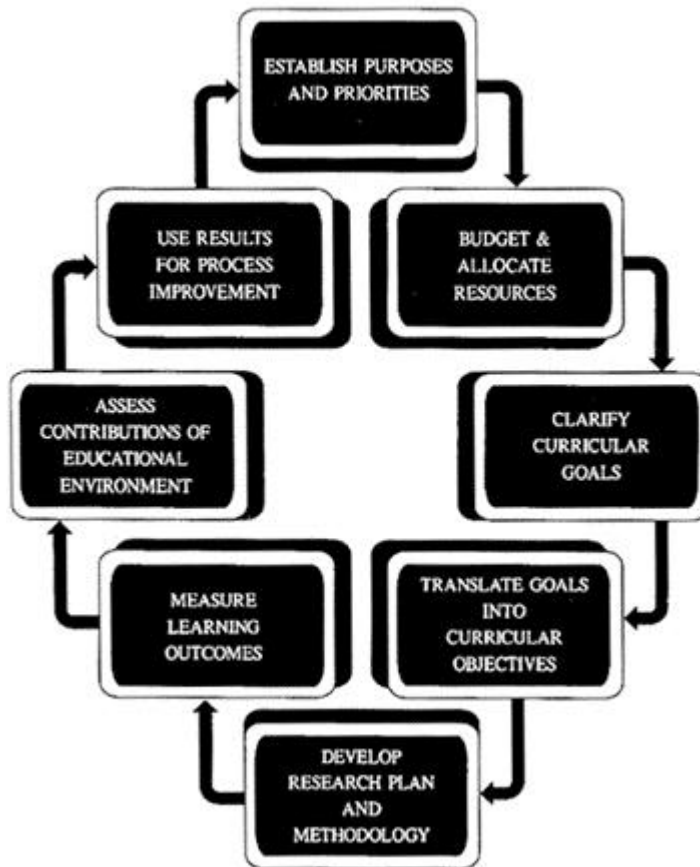 ESTABLISH PURPOSES
AND PRIORITIES
BUDGET &
ALLOCATE
RESOURCES
CLARIFY
CURRICULAR
GOALS
TRANSLATE GOALS
INTO
CURRICULAR
OBJECTIVES
DEVELOP
RESEARCH PLAN
AND
METHODOLOGY
MEASURE
LEARNING
OUTCOMES
ASSESS
CONTRIBUTIONS OF
EDUCATIONAL
ENVIRONMENT
USE RESULTS
FOR PROCESS
IMPROVEMENT